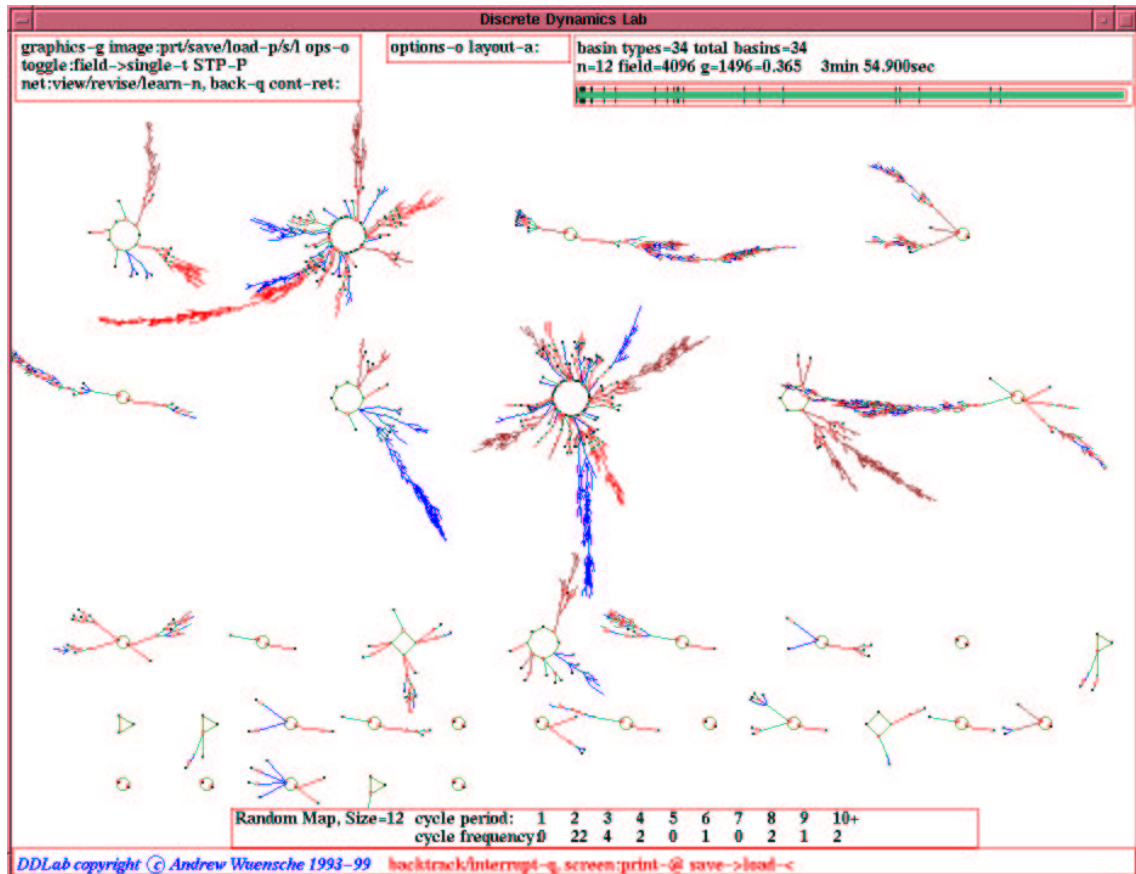 Discrete Dynamics Lab
graphics-g image:prt/save/load-p/s/l ops-o
toggle:field->single-t STP-P
net:view/revise/learn-n, back-q cont-ret:
options-o layout-a:
basin types=34 total basins=34
n=12 field=4096 g=1496=0.365 3min 54.900sec
Random Map, Size=12 cycle period: 1 2 3 4 5 6 7 8 9 10+
cycle frequency: 0 22 4 2 0 1 0 2 1 2
DDLab copyright © Andrew Wuensche 1993-99 backtrack/interrupt-q, screen:print-@ save->load-<